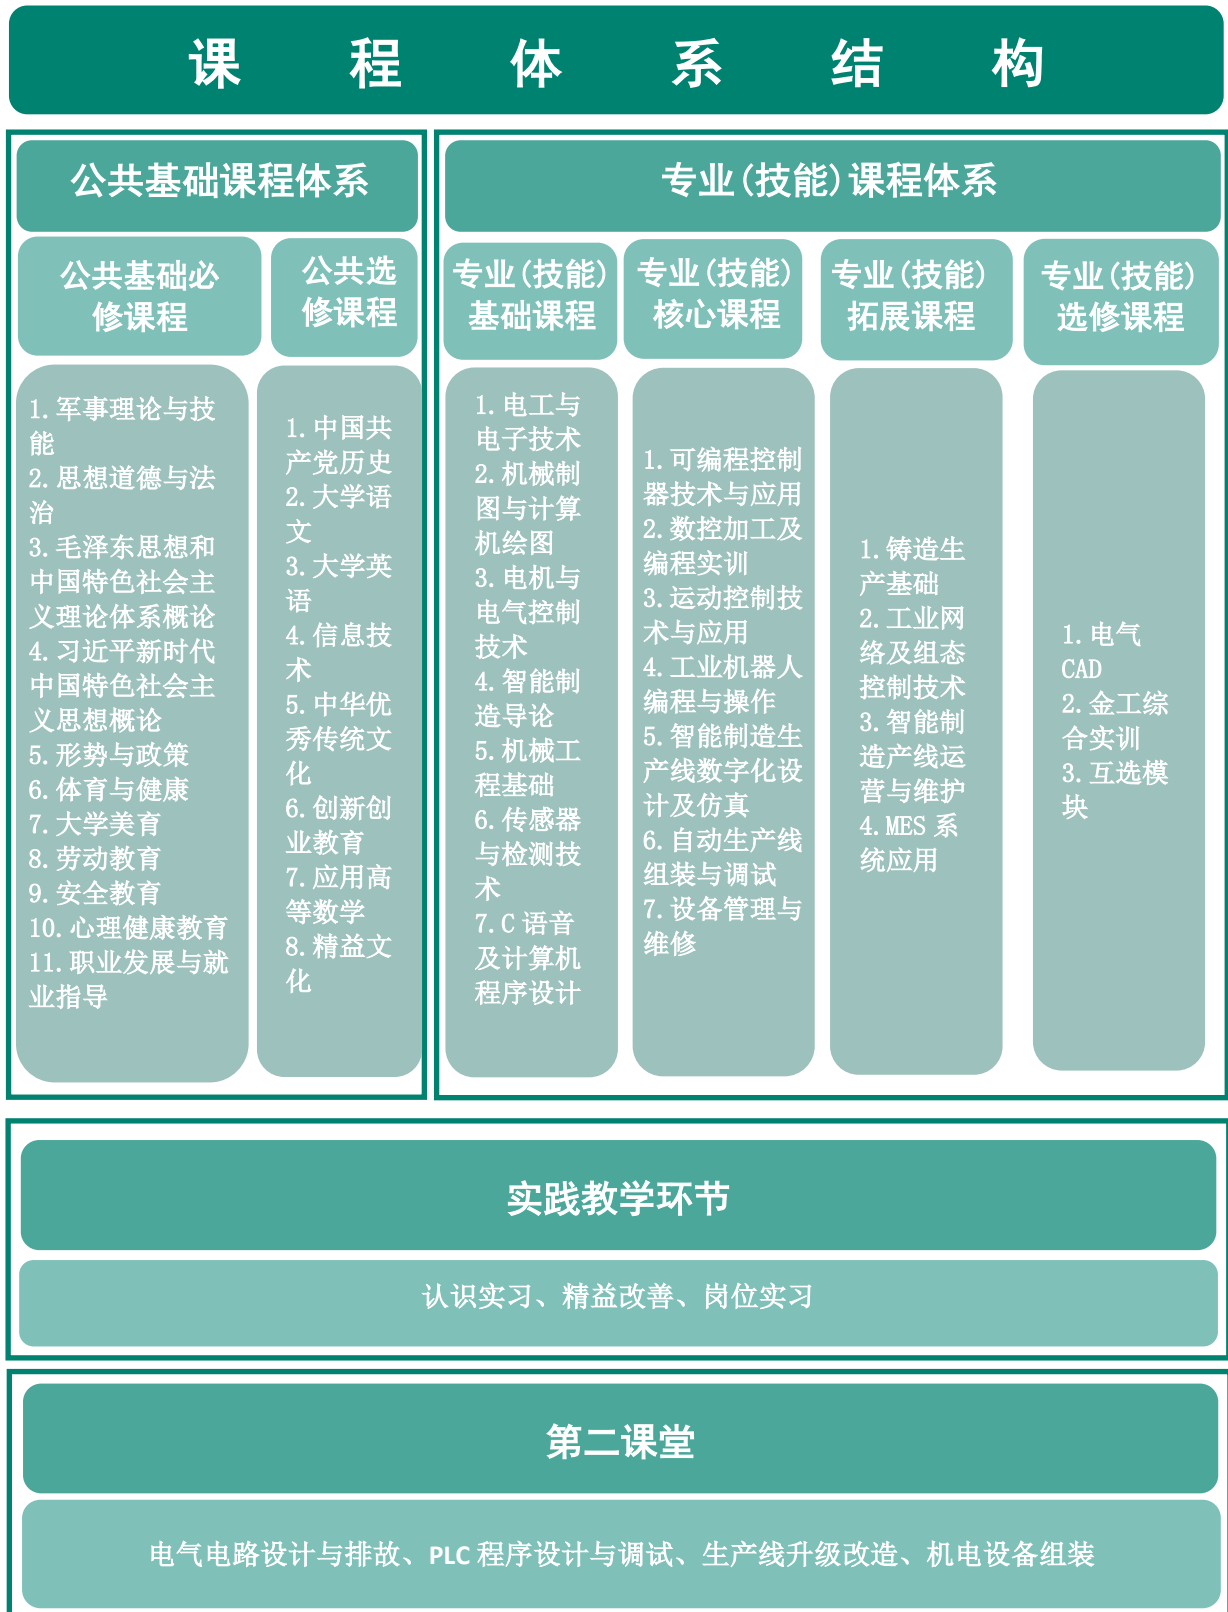 课程体系结构
公共基础课程体系
公共基础必
修课程
1.军事理论与技
能
2.思想道德与法
治
3.毛泽东思想和
中国特色社会主
义理论体系概论
4.习近平新时代
中国特色社会主
义思想概论
5.形势与政策
6.体育与健康
7.大学美育
8.劳动教育
9.安全教育
10.心理健康教育
11.职业发展与就
业指导
公共选
修课程
1.中国共
产党历史
2.大学语
文
3.大学英
语
4.信息技
术
5.中华优
秀传统文
化
6.创新创
业教育
7.应用高
等数学
8.精益文
化
专业(技能)课程体系
专业(技能)
基础课程
1.电工与
电子技术
2.机械制
图与计算
机绘图
3.电机与
电气控制
技术
4.智能制
造导论
5.机械工
程基础
6.传感器
与检测技
术
7.C语音
及计算机
程序设计
专业(技能)
核心课程
1.可编程控制
器技术与应用
2.数控加工及
编程实训
3.运动控制技
术与应用
4.工业机器人
编程与操作
5.智能制造生
产线数字化设
计及仿真
6.自动生产线
组装与调试
7.设备管理与
维修
专业(技能)
拓展课程
1.铸造生
产基础
2.工业网
络及组态
控制技术
3.智能制
造产线运
营与维护
4.MES系
统应用
专业(技能)
选修课程
1.电气
CAD
2.金工综
合实训
3.互选模
块
实践教学环节
认识实习、精益改善、岗位实习
第二课堂
电气电路设计与排故、PLC程序设计与调试、生产线升级改造、机电设备组装